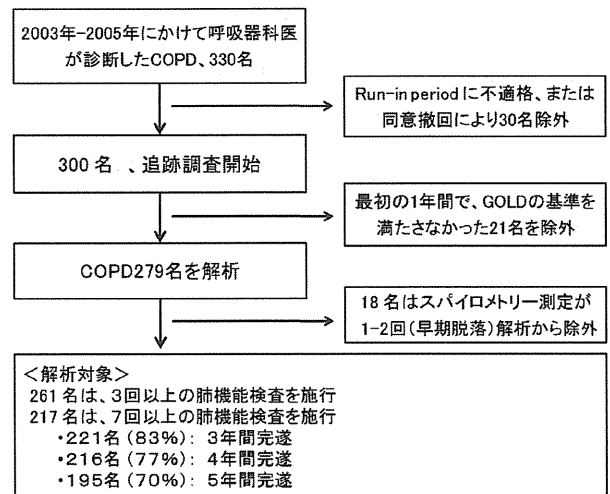 2003年-2005年にかけて呼吸器科医
が診断したCOPD、330名
Run-in periodに不適格、または
同意撤回により30名除外
300名、追跡調査開始
最初の1年間で、GOLDの基準を
満たさなかった21名を除外
COPD279名を解析
18名はスパイロメトリー測定が
1-2回(早期脱落)解析から除外
<解析対象>
261名は、3回以上の肺機能検査を施行
217名は、7回以上の肺機能検査を施行
・221名(83%): 3年間完遂
・216名(77%): 4年間完遂
・195名(70%): 5年間完遂